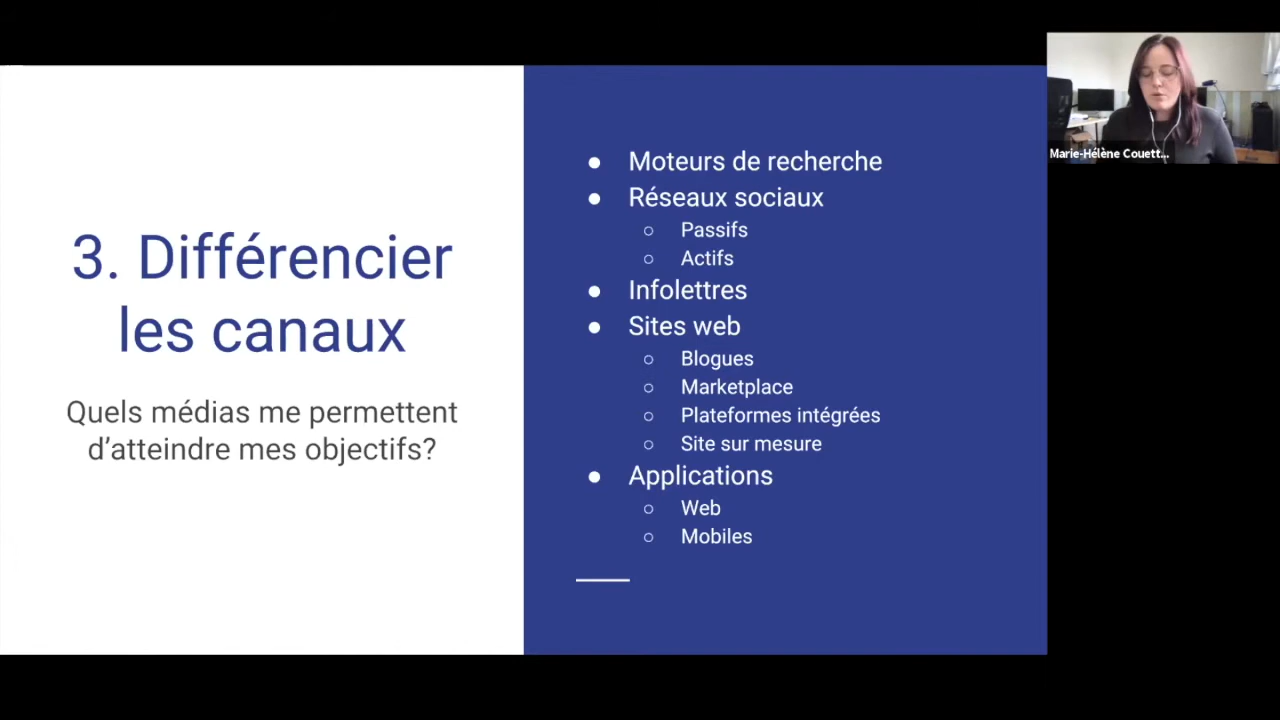 3. Différencier
les canaux
Quels médias me permettent
d'atteindre mes objectifs?
● Moteurs de recherche
● Réseaux sociaux
○ Passifs
○ Actifs
● Infolettres
● Sites web
○ Blogues
○ Marketplace
○ Plateformes intégrées
○ Site sur mesure
● Applications
○ Web
○ Mobiles
Marie-Hélène Couett...